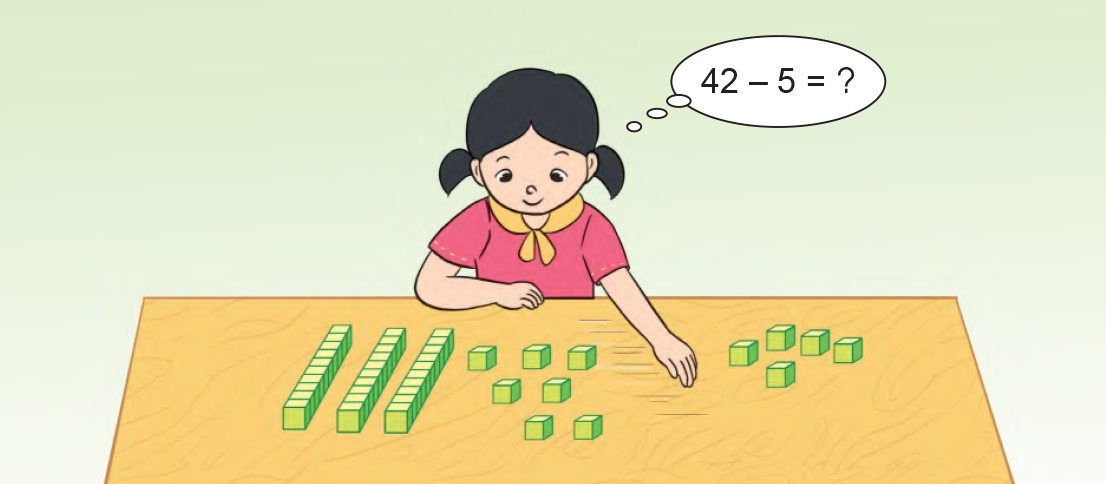 42 – 5 = ?